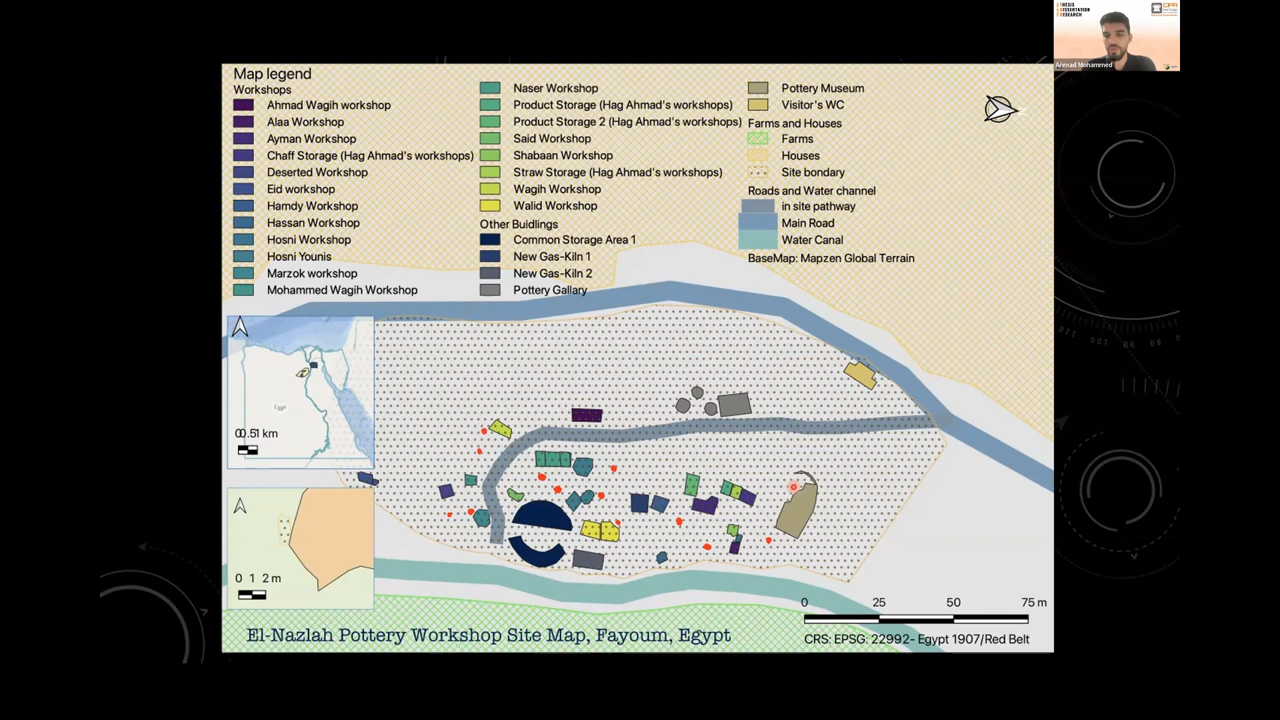 Map legend
Workshops
Ahmad Wagih workshop
Alaa Workshop
Ayman Workshop
Chaff Storage (Hag Ahmad's workshops)
Deserted Workshop
Eid workshop
Hamdy Workshop
Hassan Workshop
Hosni Workshop
Hosni Younis
Marzok workshop
Mohammed Wagih Workshop
Naser Workshop
Product Storage (Hag Ahmad's workshops)
Product Storage 2 (Hag Ahmad's workshops)
Said Workshop
Shabaan Workshop
Straw Storage (Hag Ahmad's workshops)
Wagih Workshop
Walid Workshop
Other Buidlings
Common Storage Area 1
New Gas-Kiln 1
New Gas-Kiln 2
Pottery Gallary
Pottery Museum
Visitor's WC
Farms and Houses
Farms
Houses
Site bondary
Roads and Water channel
in site pathway
Main Road
Water Canal
BaseMap: Mapzen Global Terrain
Egypt
0 1 2 m
0 25 50 75 m
CRS: EPSG: 22992- Egypt 1907/Red Belt
El-Nazlah Pottery Workshop Site Map, Fayoum, Egypt
THESIS
DISSERTATION
RESEARCH
CIPA
Ahmad Mohammed